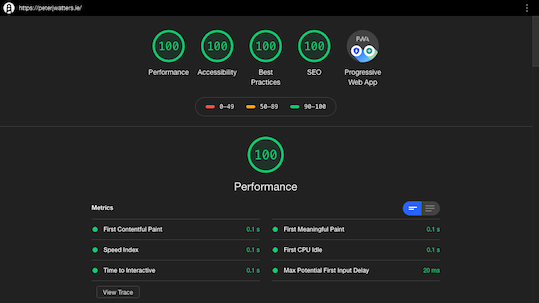 https://peterjwatters.ie/
100 100 100 100 PWA
Performance Accessibility Best Practices SEO Progressive Web App
0–49 50–89 90–100
100
Performance
Metrics
First Contentful Paint 0.1 s First Meaningful Paint 0.1 s
Speed Index 0.1 s First CPU Idle 0.1 s
Time to Interactive 0.1 s Max Potential First Input Delay 20 ms
View Trace